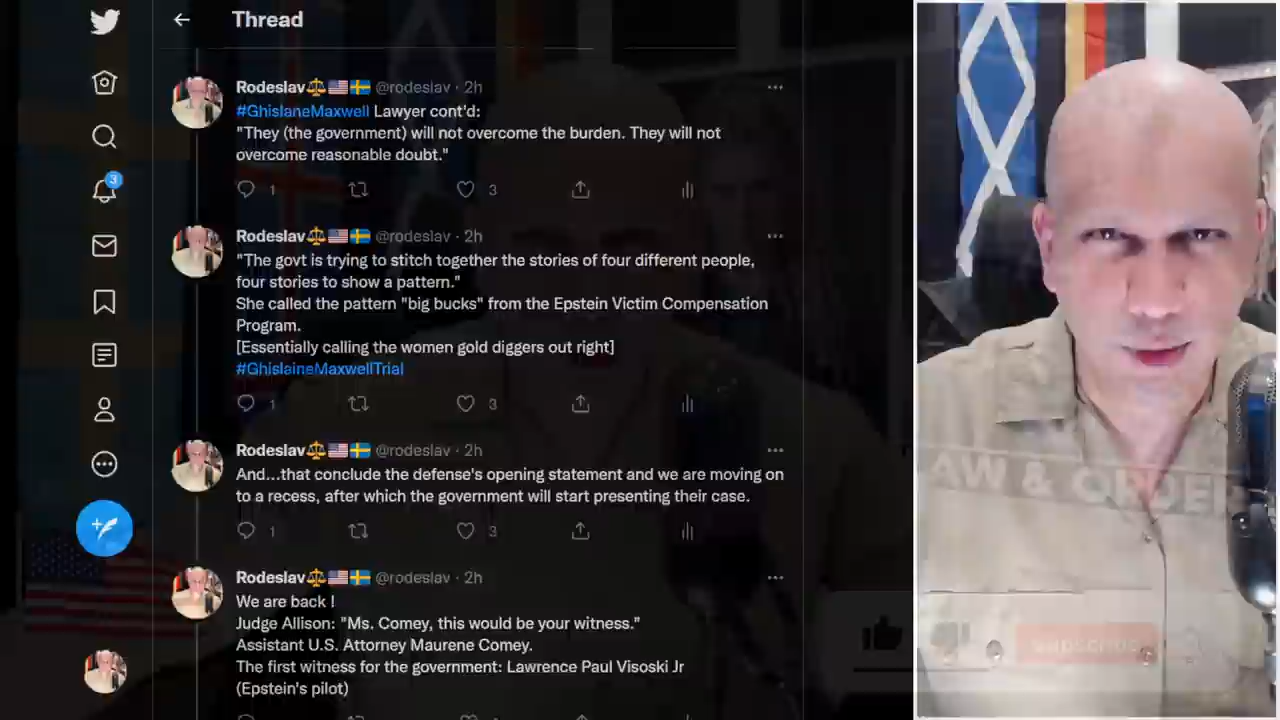 Thread
Rodeslav⚖️🇺🇸🇸🇪 @rodeslav · 2h
#GhislaneMaxwell Lawyer cont'd:
"They (the government) will not overcome the burden. They will not
overcome reasonable doubt."
1 3
Rodeslav⚖️🇺🇸🇸🇪 @rodeslav · 2h
"The govt is trying to stitch together the stories of four different people,
four stories to show a pattern."
She called the pattern "big bucks" from the Epstein Victim Compensation
Program.
[Essentially calling the women gold diggers out right]
#GhislaineMaxwellTrial
1 3
Rodeslav⚖️🇺🇸🇸🇪 @rodeslav · 2h
And...that conclude the defense's opening statement and we are moving on
to a recess, after which the government will start presenting their case.
1 3
Rodeslav⚖️🇺🇸🇸🇪 @rodeslav · 2h
We are back !
Judge Allison: "Ms. Comey, this would be your witness."
Assistant U.S. Attorney Maurene Comey.
The first witness for the government: Lawrence Paul Visoski Jr
(Epstein's pilot)
3
LAW & ORDER
SUBSCRIBE